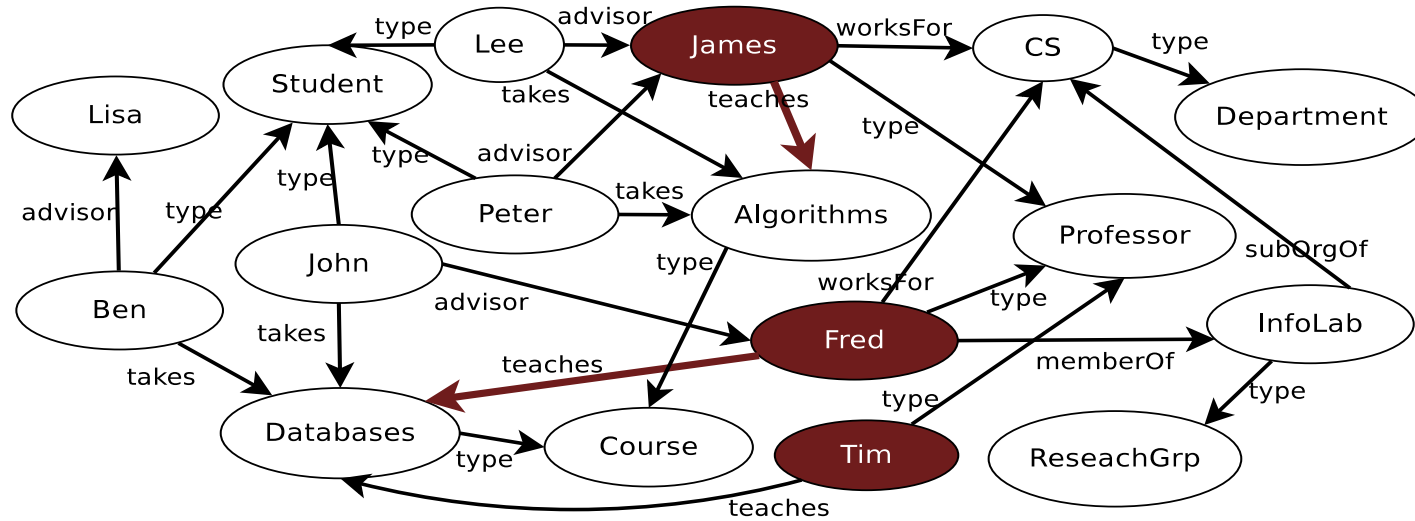 type
Lee
advisor
James
worksFor
CS
type
Student
Lisa
takes
teaches
Department
type
type
advisor
type
advisor
type
Peter
takes
Algorithms
Professor
John
type
subOrgOf
Ben
advisor
worksFor
type
InfoLab
takes
Fred
memberOf
takes
teaches
type
type
Databases
type
Course
Tim
ReseachGrp
teaches